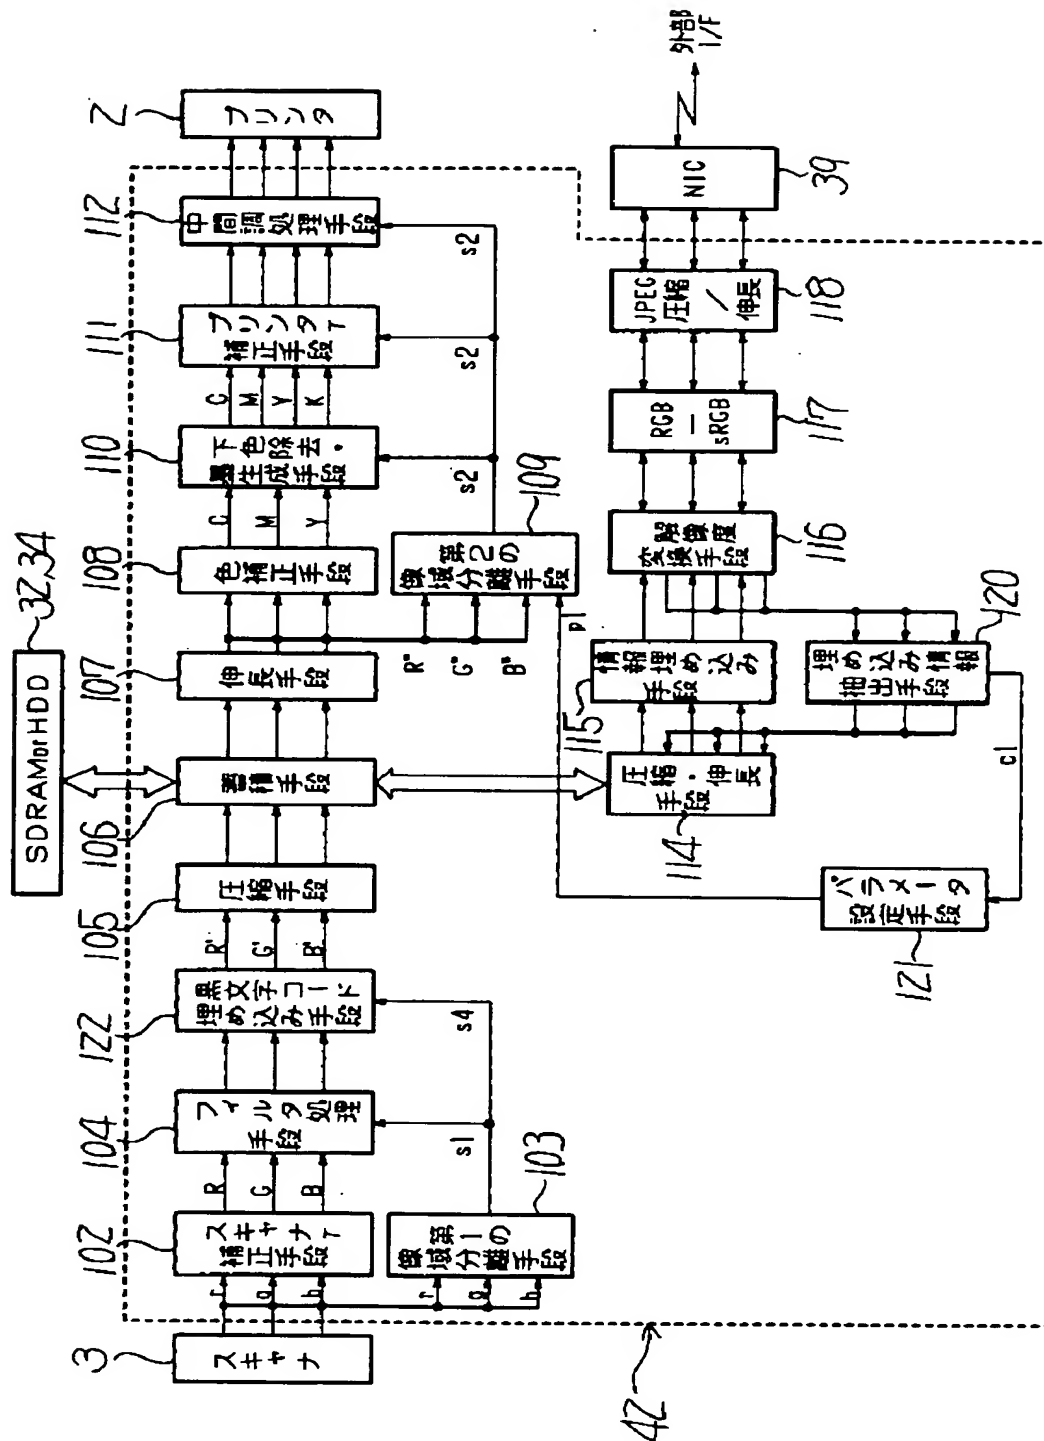 3
スキャナ
r
g
b
102
スキャナγ
補正手段
r
g
b
第1の
像域分離手段
103
R
G
B
104
フィルタ処理
手段
s1
122
黒文字コード
埋め込み手段
s4
R'
G'
B'
105
圧縮手段
106
蓄積手段
SDRAMorHDD
32,34
107
伸長手段
R"
G"
B"
108
色補正手段
第2の
像域分離手段
109
p1
C
M
Y
110
下色除去・
墨生成手段
s2
C
M
Y
K
111
プリンタγ
補正手段
s2
112
中間調処理手段
s2
2
プリンタ
114
圧縮・伸長
手段
115
情報埋め込み
手段
116
解像度
変換手段
117
RGB
ー
sRGB
118
JPEG
圧縮
/
伸長
39
NIC
外部
I/F
420
埋め込み情報
抽出手段
c1
121
パラメータ
設定手段
42